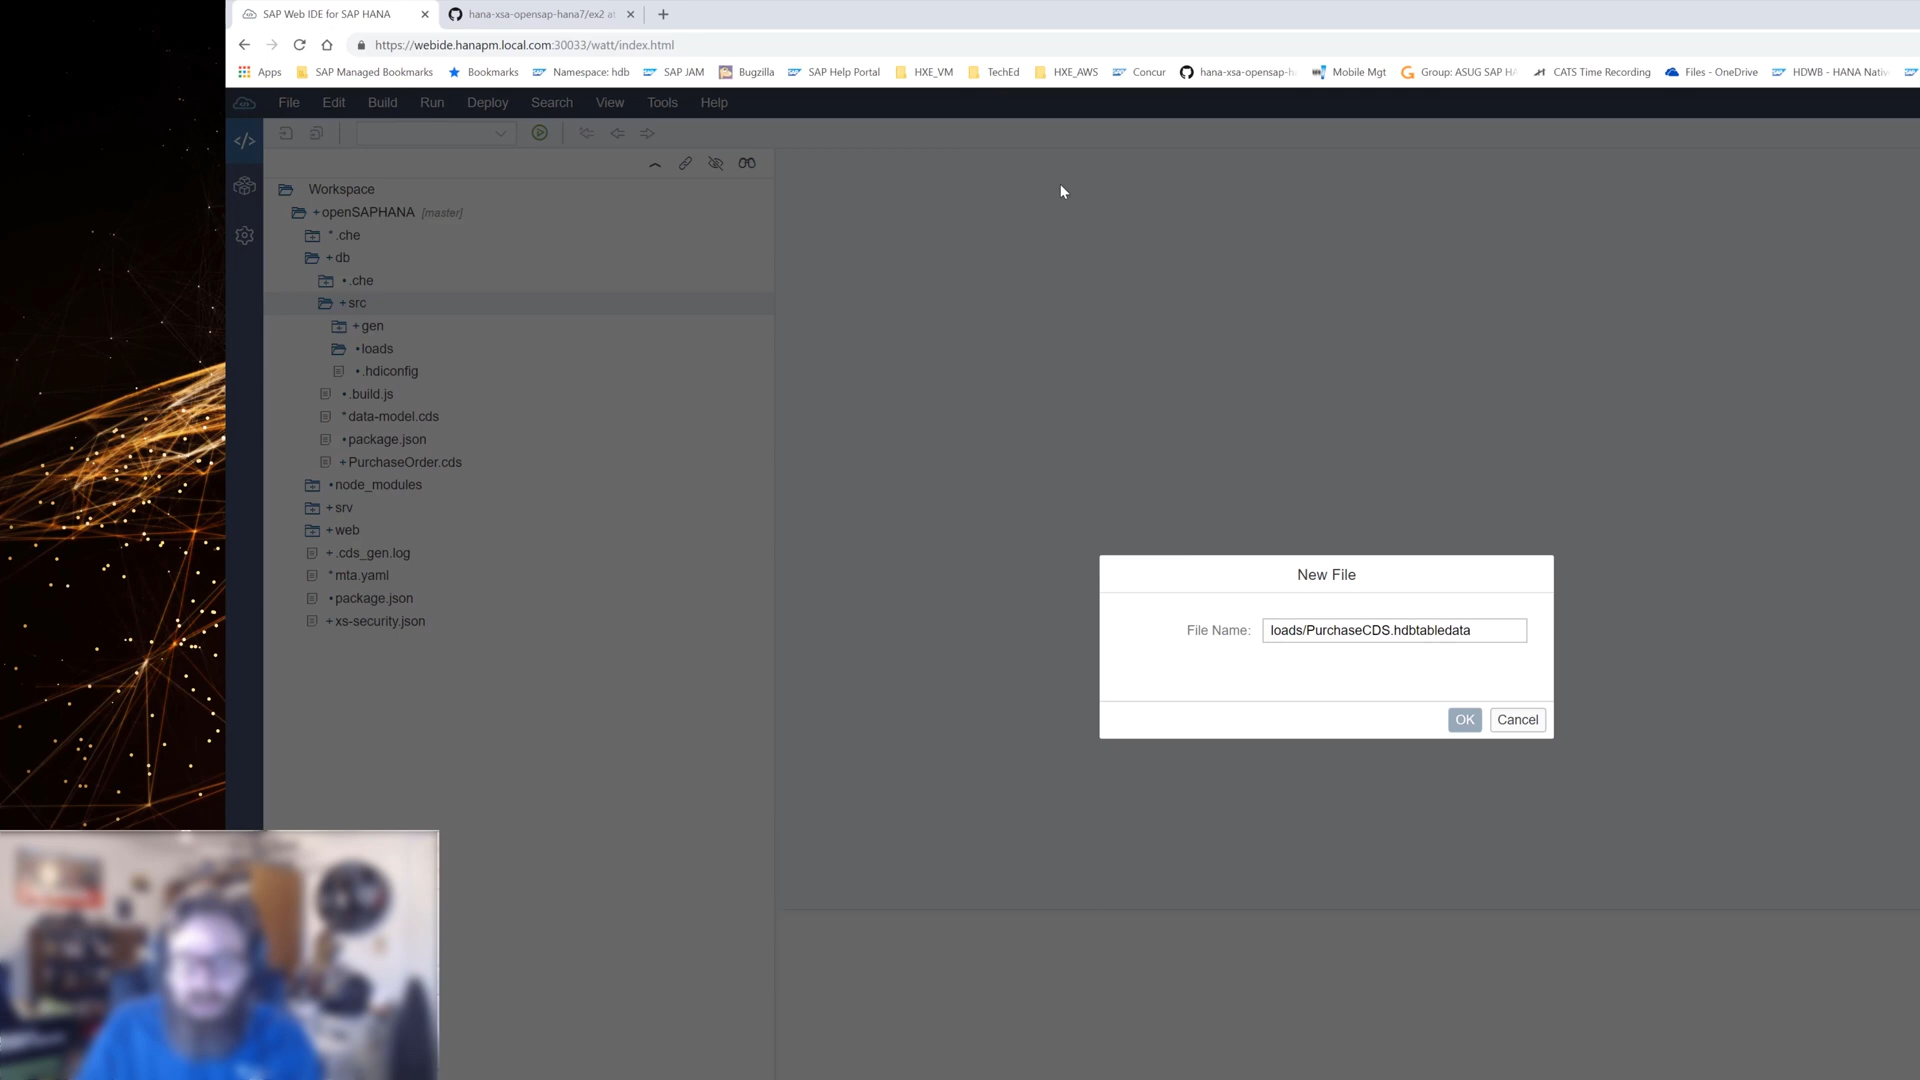 SAP Web IDE for SAP HANA
hana-xsa-opensap-hana7/ex2 at
https://webide.hanapm.local.com:30033/watt/index.html
Apps SAP Managed Bookmarks Bookmarks Namespace: hdb SAP JAM Bugzilla SAP Help Portal HXE_VM TechEd HXE_AWS Concur hana-xsa-opensap-h Mobile Mgt Group: ASUG SAP H CATS Time Recording Files - OneDrive HDWB - HANA Nativ
File Edit Build Run Deploy Search View Tools Help
Workspace
+openSAPHANA [master]
* .che
+ db
• .che
+ src
+ gen
• loads
• .hdiconfig
• .build.js
* data-model.cds
• package.json
+ PurchaseOrder.cds
• node_modules
+ srv
+ web
+ .cds_gen.log
* mta.yaml
• package.json
+ xs-security.json
New File
File Name: loads/PurchaseCDS.hdbtabledata
OK Cancel